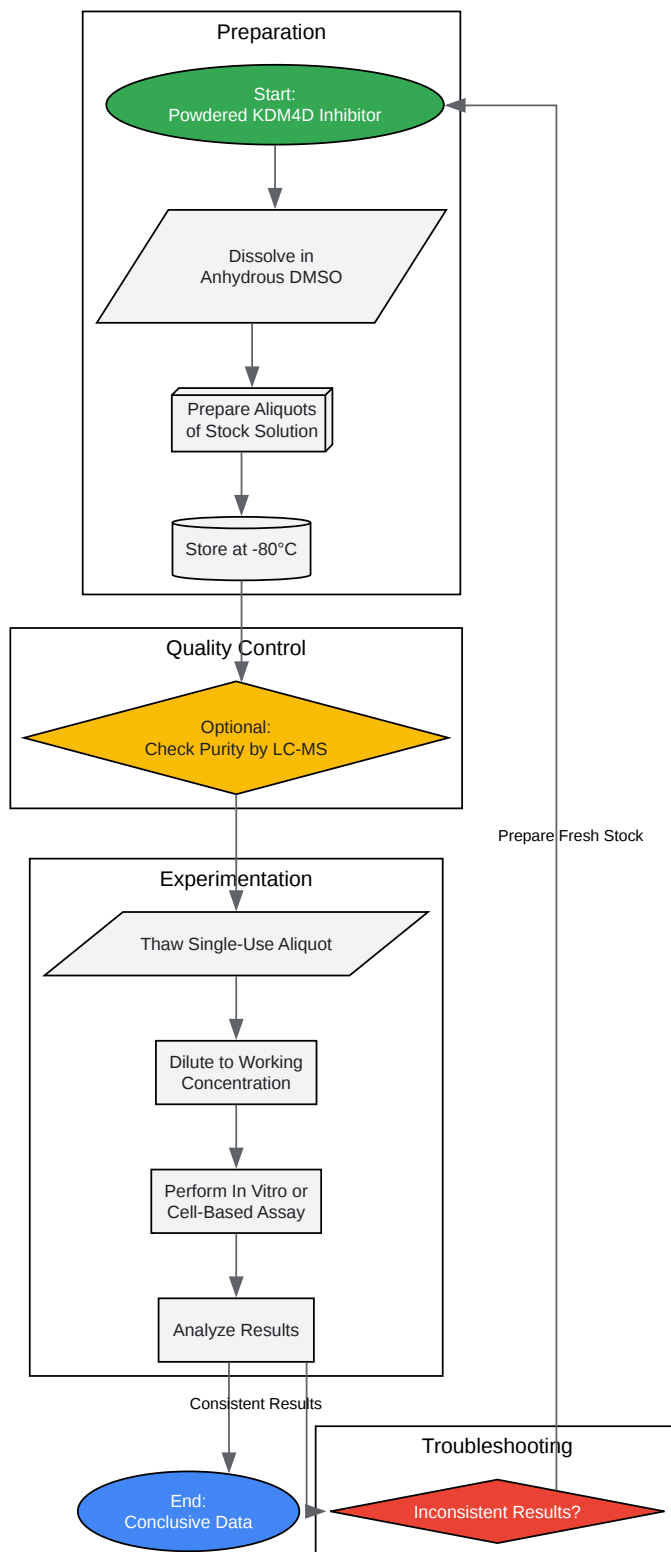 Preparation
Start:
Powdered KDM4D Inhibitor
Dissolve in
Anhydrous DMSO
Prepare Aliquots
of Stock Solution
Store at -80°C
Quality Control
Optional:
Check Purity by LC-MS
Prepare Fresh Stock
Experimentation
Thaw Single-Use Aliquot
Dilute to Working
Concentration
Perform In Vitro or
Cell-Based Assay
Analyze Results
Consistent Results
Troubleshooting
End:
Conclusive Data
Inconsistent Results?